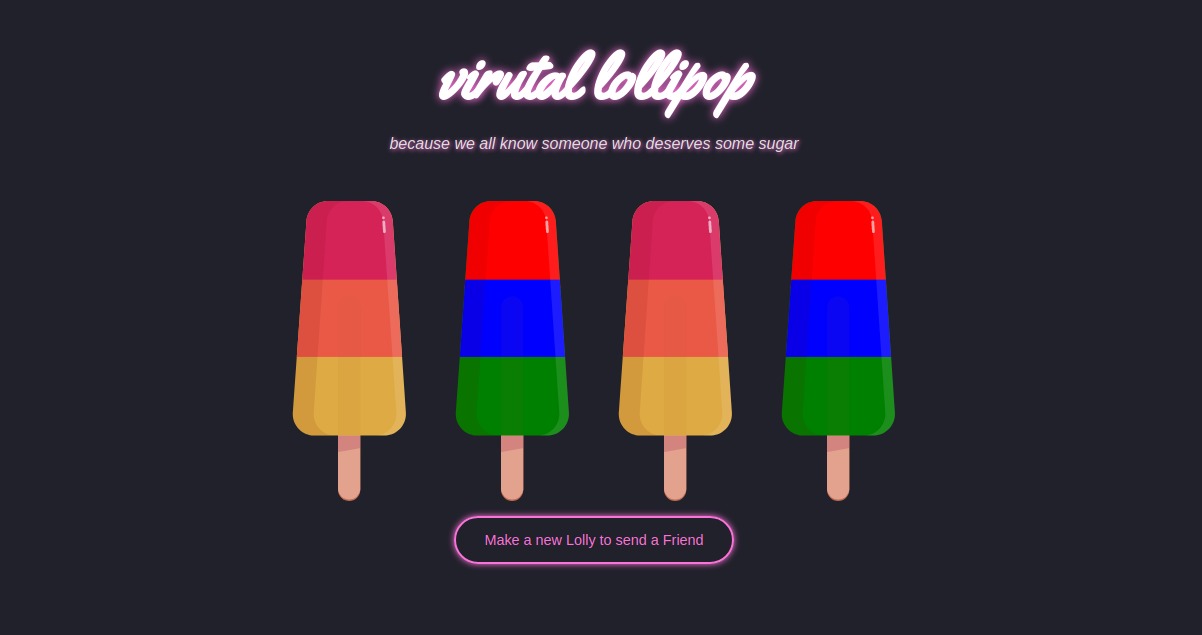 virutal lollipop
because we all know someone who deserves some sugar
Make a new Lolly to send a Friend